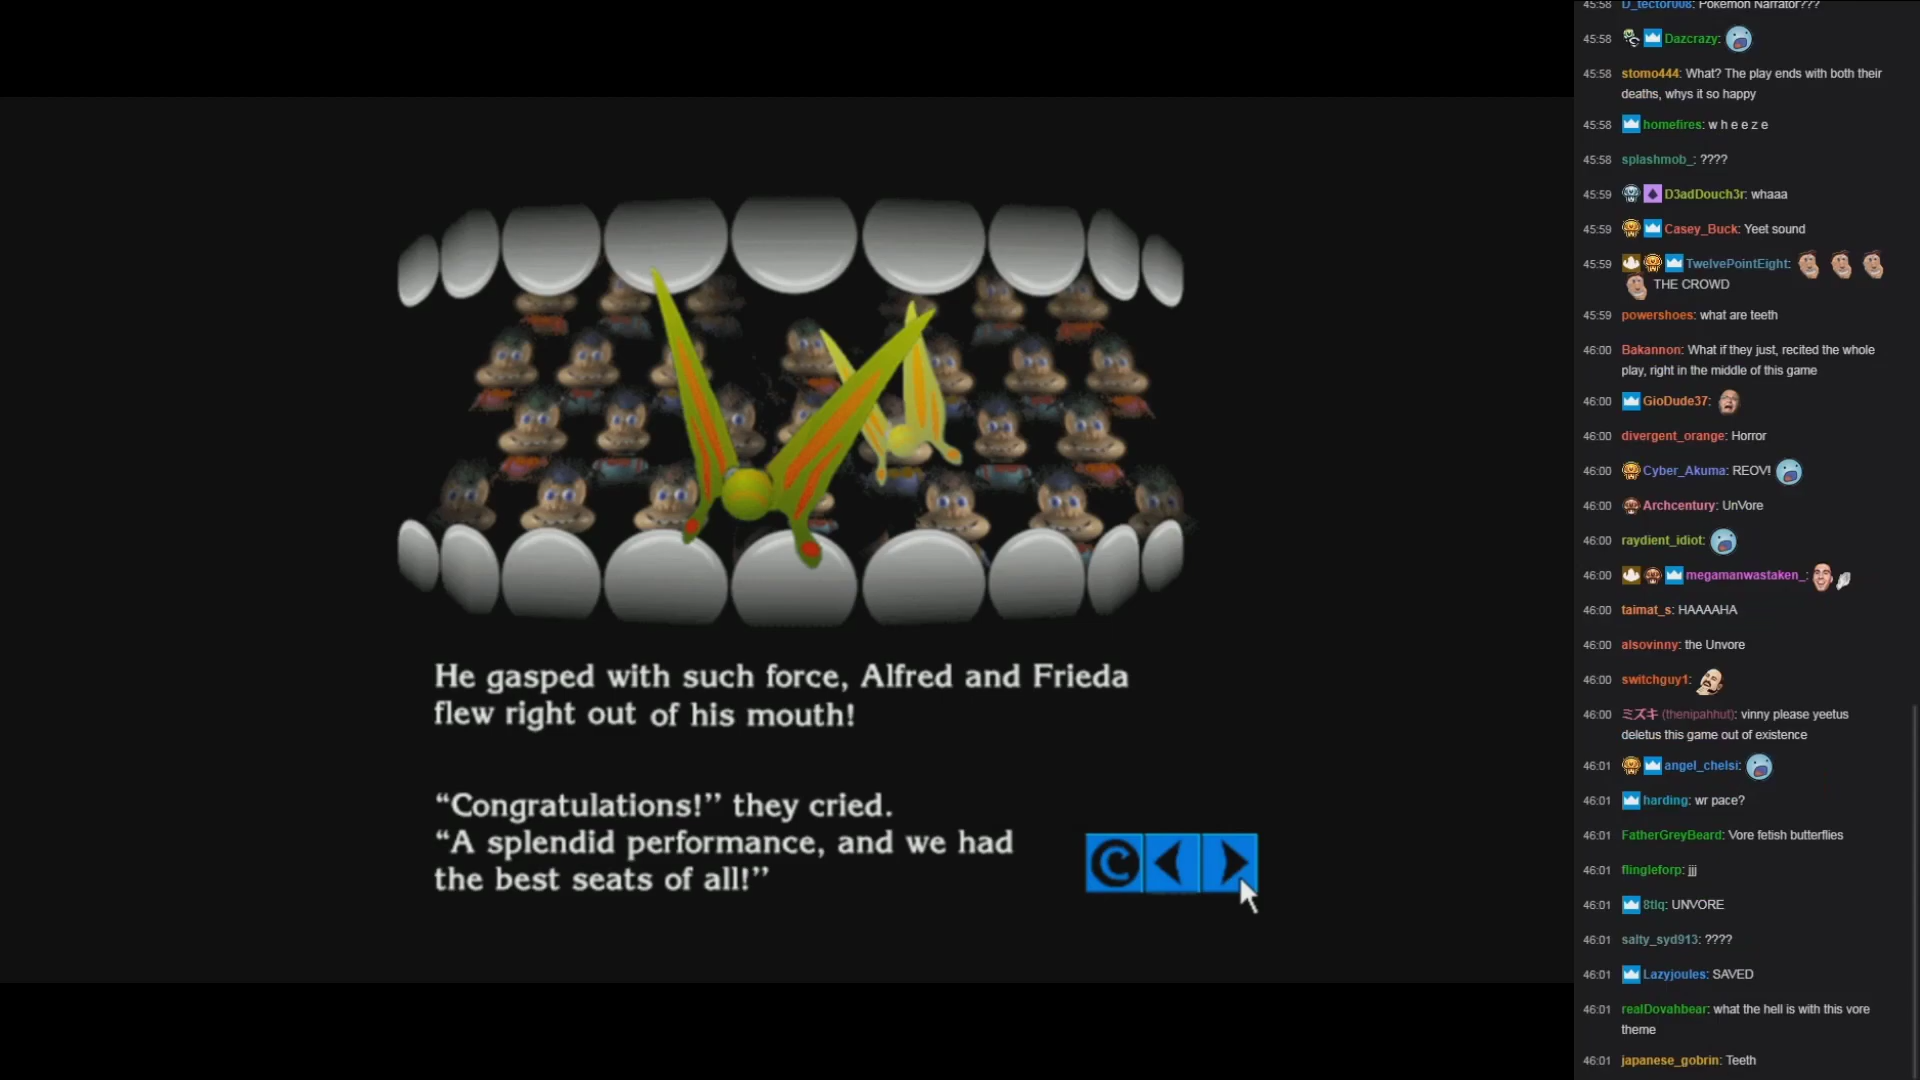 He gasped with such force, Alfred and Frieda
flew right out of his mouth!
“Congratulations!” they cried.
“A splendid performance, and we had
the best seats of all!”
45:58 D_tector008: Pokemon Narrator???
45:58 Dazcrazy:
45:58 stomo444: What? The play ends with both their
deaths, whys it so happy
45:58 homefires: w h e e z e
45:58 splashmob_: ????
45:59 D3adDouch3r: whaaa
45:59 Casey_Buck: Yeet sound
45:59 TwelvePointEight:
THE CROWD
45:59 powershoes: what are teeth
46:00 Bakannon: What if they just, recited the whole
play, right in the middle of this game
46:00 GioDude37:
46:00 divergent_orange: Horror
46:00 Cyber_Akuma: REOV!
46:00 Archcentury: UnVore
46:00 raydient_idiot:
46:00 megamanwastaken_:
46:00 taimat_s: HAAAAHA
46:00 alsovinny: the Unvore
46:00 switchguy1:
46:00 ミズキ (thenipahhut): vinny please yeetus
deletus this game out of existence
46:01 angel_chelsi:
46:01 harding: wr pace?
46:01 FatherGreyBeard: Vore fetish butterflies
46:01 flingleforp: jjj
46:01 8tlq: UNVORE
46:01 salty_syd913: ????
46:01 Lazyjoules: SAVED
46:01 realDovahbear: what the hell is with this vore
theme
46:01 japanese_gobrin: Teeth